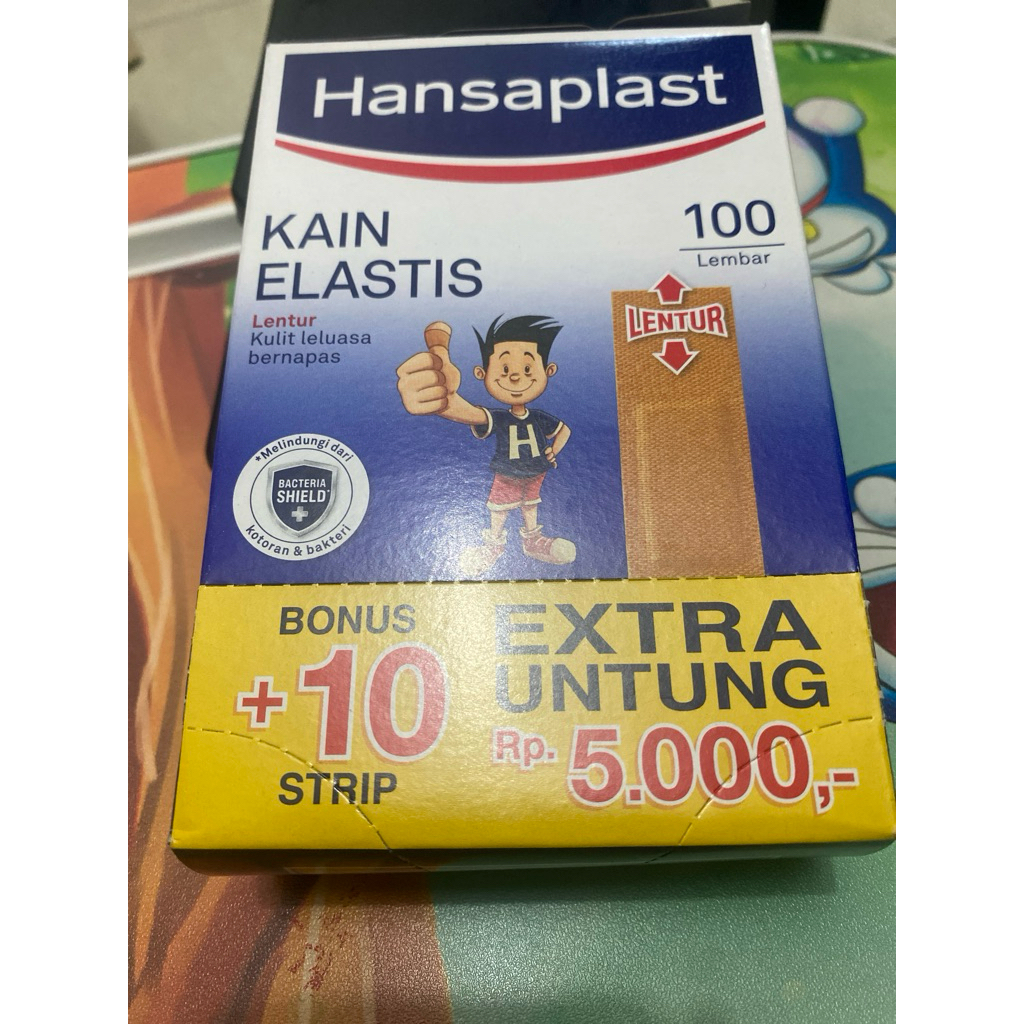 Hansaplast
KAIN
ELASTIS
Lentur
Kulit leluasa
bernapas
100
Lembar
LENTUR
H
*Melindungi dari
BACTERIA
SHIELD*
kotoran & bakteri
BONUS
+10
STRIP
EXTRA
UNTUNG
Rp. 5.000,-